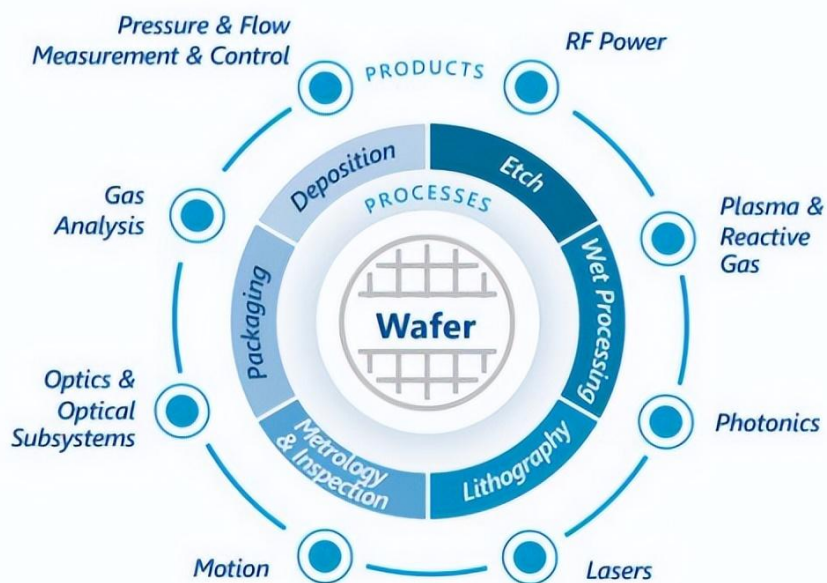 Pressure & Flow
Measurement & Control
PRODUCTS
RF Power
Deposition
Etch
PROCESSES
Gas
Analysis
Plasma &
Reactive
Gas
Packaging
Wafer
Wet Processing
Optics &
Optical
Subsystems
Photonics
Metrology
& Inspection
Lithography
Motion
Lasers